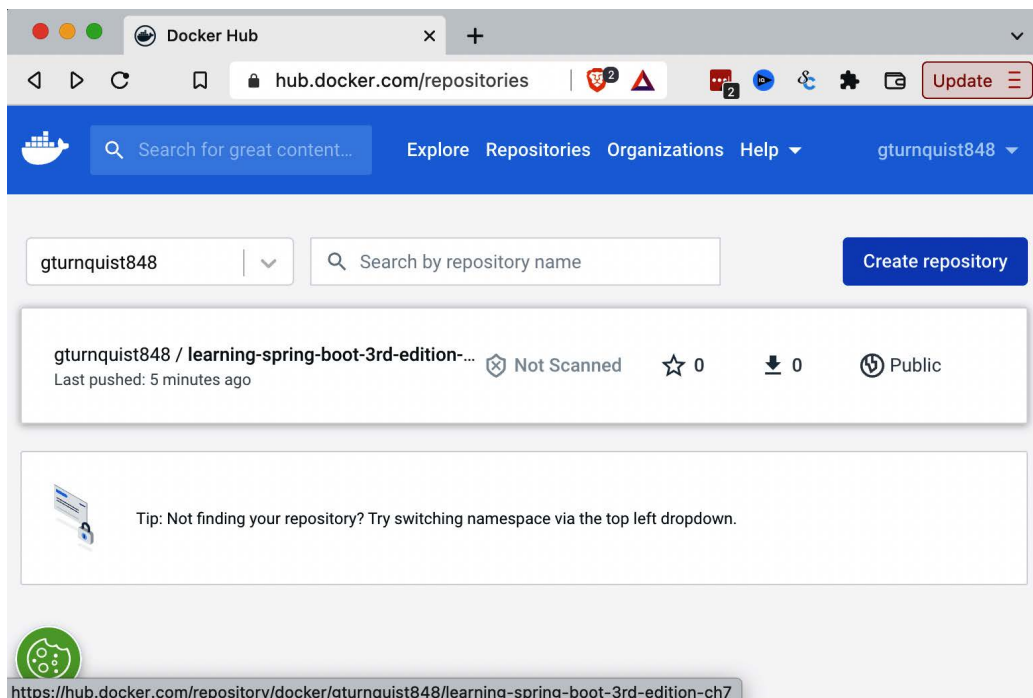 Docker Hub
hub.docker.com/repositories 2 2 Update
Search for great content... Explore Repositories Organizations Help gturnquist848
gturnquist848 Search by repository name Create repository
gturnquist848 / learning-spring-boot-3rd-edition-... Not Scanned 0 0 Public
Last pushed: 5 minutes ago
Tip: Not finding your repository? Try switching namespace via the top left dropdown.
https://hub.docker.com/repository/docker/gturnquist848/learning-spring-boot-3rd-edition-ch7